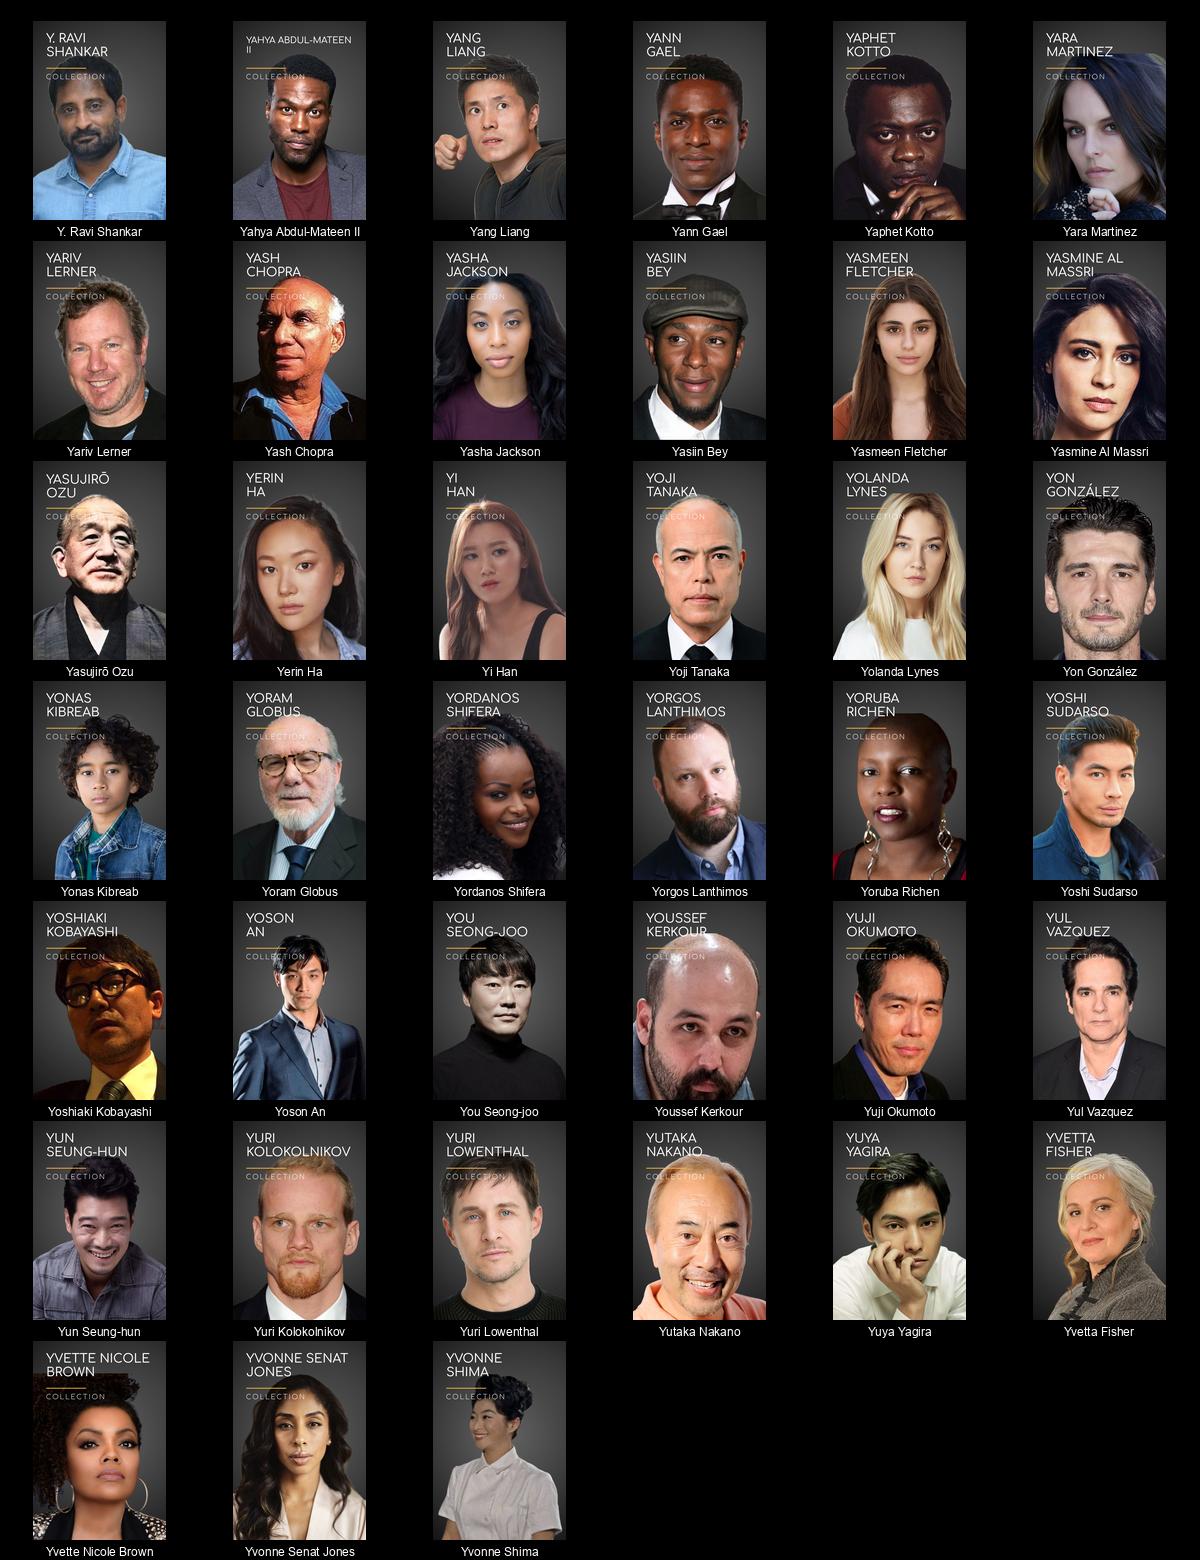 Y. RAVI
SHANKAR
COLLECTION
Y. Ravi Shankar
YAHYA ABDUL-MATEEN
II
COLLECTION
Yahya Abdul-Mateen II
YANG
LIANG
COLLECTION
Yang Liang
YANN
GAEL
COLLECTION
Yann Gael
YAPHET
KOTTO
COLLECTION
Yaphet Kotto
YARA
MARTINEZ
COLLECTION
Yara Martinez
YARIV
LERNER
COLLECTION
Yariv Lerner
YASH
CHOPRA
COLLECTION
Yash Chopra
YASHA
JACKSON
COLLECTION
Yasha Jackson
YASIIN
BEY
COLLECTION
Yasiin Bey
YASMEEN
FLETCHER
COLLECTION
Yasmeen Fletcher
YASMINE AL
MASSRI
COLLECTION
Yasmine Al Massri
YASUJIRŌ
OZU
COLLECTION
Yasujirō Ozu
YERIN
HA
COLLECTION
Yerin Ha
YI
HAN
COLLECTION
Yi Han
YOJI
TANAKA
COLLECTION
Yoji Tanaka
YOLANDA
LYNES
COLLECTION
Yolanda Lynes
YON
GONZÁLEZ
COLLECTION
Yon González
YONAS
KIBREAB
COLLECTION
Yonas Kibreab
YORAM
GLOBUS
COLLECTION
Yoram Globus
YORDANOS
SHIFERA
COLLECTION
Yordanos Shifera
YORGOS
LANTHIMOS
COLLECTION
Yorgos Lanthimos
YORUBA
RICHEN
COLLECTION
Yoruba Richen
YOSHI
SUDARSO
COLLECTION
Yoshi Sudarso
YOSHIAKI
KOBAYASHI
COLLECTION
Yoshiaki Kobayashi
YOSON
AN
COLLECTION
Yoson An
YOU
SEONG-JOO
COLLECTION
You Seong-joo
YOUSSEF
KERKOUR
COLLECTION
Youssef Kerkour
YUJI
OKUMOTO
COLLECTION
Yuji Okumoto
YUL
VAZQUEZ
COLLECTION
Yul Vazquez
YUN
SEUNG-HUN
COLLECTION
Yun Seung-hun
YURI
KOLOKOLNIKOV
COLLECTION
Yuri Kolokolnikov
YURI
LOWENTHAL
COLLECTION
Yuri Lowenthal
YUTAKA
NAKANO
COLLECTION
Yutaka Nakano
YUYA
YAGIRA
COLLECTION
Yuya Yagira
YVETTA
FISHER
COLLECTION
Yvetta Fisher
YVETTE NICOLE
BROWN
COLLECTION
Yvette Nicole Brown
YVONNE SENAT
JONES
COLLECTION
Yvonne Senat Jones
YVONNE
SHIMA
COLLECTION
Yvonne Shima